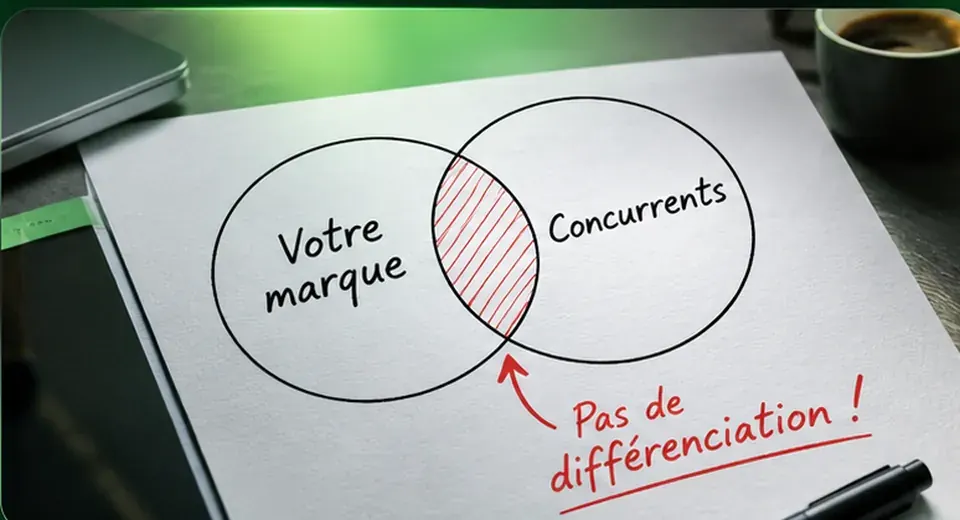 Votre
marque
Concurrents
Pas de
différenciation !